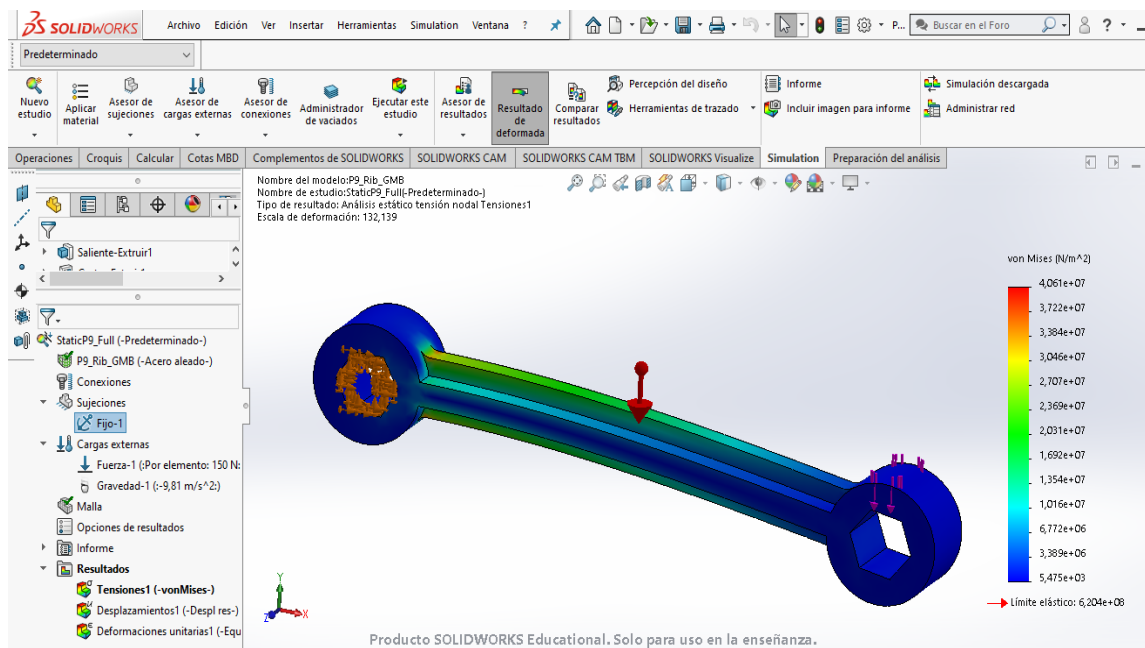 SOLIDWORKS Archivo Edición Ver Insertar Herramientas Simulation Ventana ? P... Buscar en el Foro ?
Predeterminado
Nuevo estudio
Aplicar material
Asesor de sujeciones
Asesor de cargas externas
Asesor de conexiones
Administrador de vaciados
Ejecutar este estudio
Asesor de resultados
Resultado de deformada
Comparar resultados
Percepción del diseño
Herramientas de trazado
Informe
Incluir imagen para informe
Simulación descargada
Administrar red
Operaciones Croquis Calcular Cotas MBD Complementos de SOLIDWORKS SOLIDWORKS CAM SOLIDWORKS CAM TBM SOLIDWORKS Visualize Simulation Preparación del análisis
Saliente-Extruir1
StaticP9_Full (-Predeterminado-)
P9_Rib_GMB (-Acero aleado-)
Conexiones
Sujeciones
Fijo-1
Cargas externas
Fuerza-1 (:Por elemento: 150 N:
Gravedad-1 (:-9,81 m/s^2:)
Malla
Opciones de resultados
Informe
Resultados
Tensiones1 (-vonMises-)
Desplazamientos1 (-Despl res-)
Deformaciones unitarias1 (-Equ
Nombre del modelo:P9_Rib_GMB
Nombre de estudio:StaticP9_Full(-Predeterminado-)
Tipo de resultado: Análisis estático tensión nodal Tensiones1
Escala de deformación: 132,139
von Mises (N/m^2)
4,061e+07
3,722e+07
3,384e+07
3,046e+07
2,707e+07
2,369e+07
2,031e+07
1,692e+07
1,354e+07
1,016e+07
6,772e+06
3,389e+06
5,475e+03
Límite elástico: 6,204e+08
Y
Z
X
Producto SOLIDWORKS Educational. Solo para uso en la enseñanza.